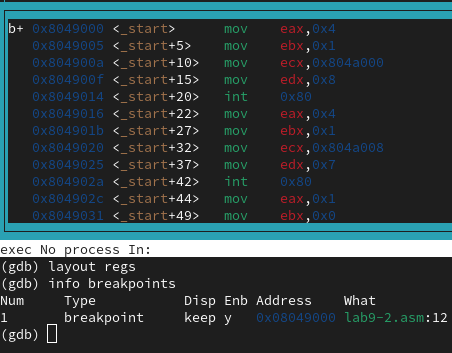 b+ 0x8049000 <_start> mov eax,0x4
0x8049005 <_start+5> mov ebx,0x1
0x804900a <_start+10> mov ecx,0x804a000
0x804900f <_start+15> mov edx,0x8
0x8049014 <_start+20> int 0x80
0x8049016 <_start+22> mov eax,0x4
0x804901b <_start+27> mov ebx,0x1
0x8049020 <_start+32> mov ecx,0x804a008
0x8049025 <_start+37> mov edx,0x7
0x804902a <_start+42> int 0x80
0x804902c <_start+44> mov eax,0x1
0x8049031 <_start+49> mov ebx,0x0
exec No process In:
(gdb) layout regs
(gdb) info breakpoints
Num Type Disp Enb Address What
1 breakpoint keep y 0x08049000 lab9-2.asm:12
(gdb)